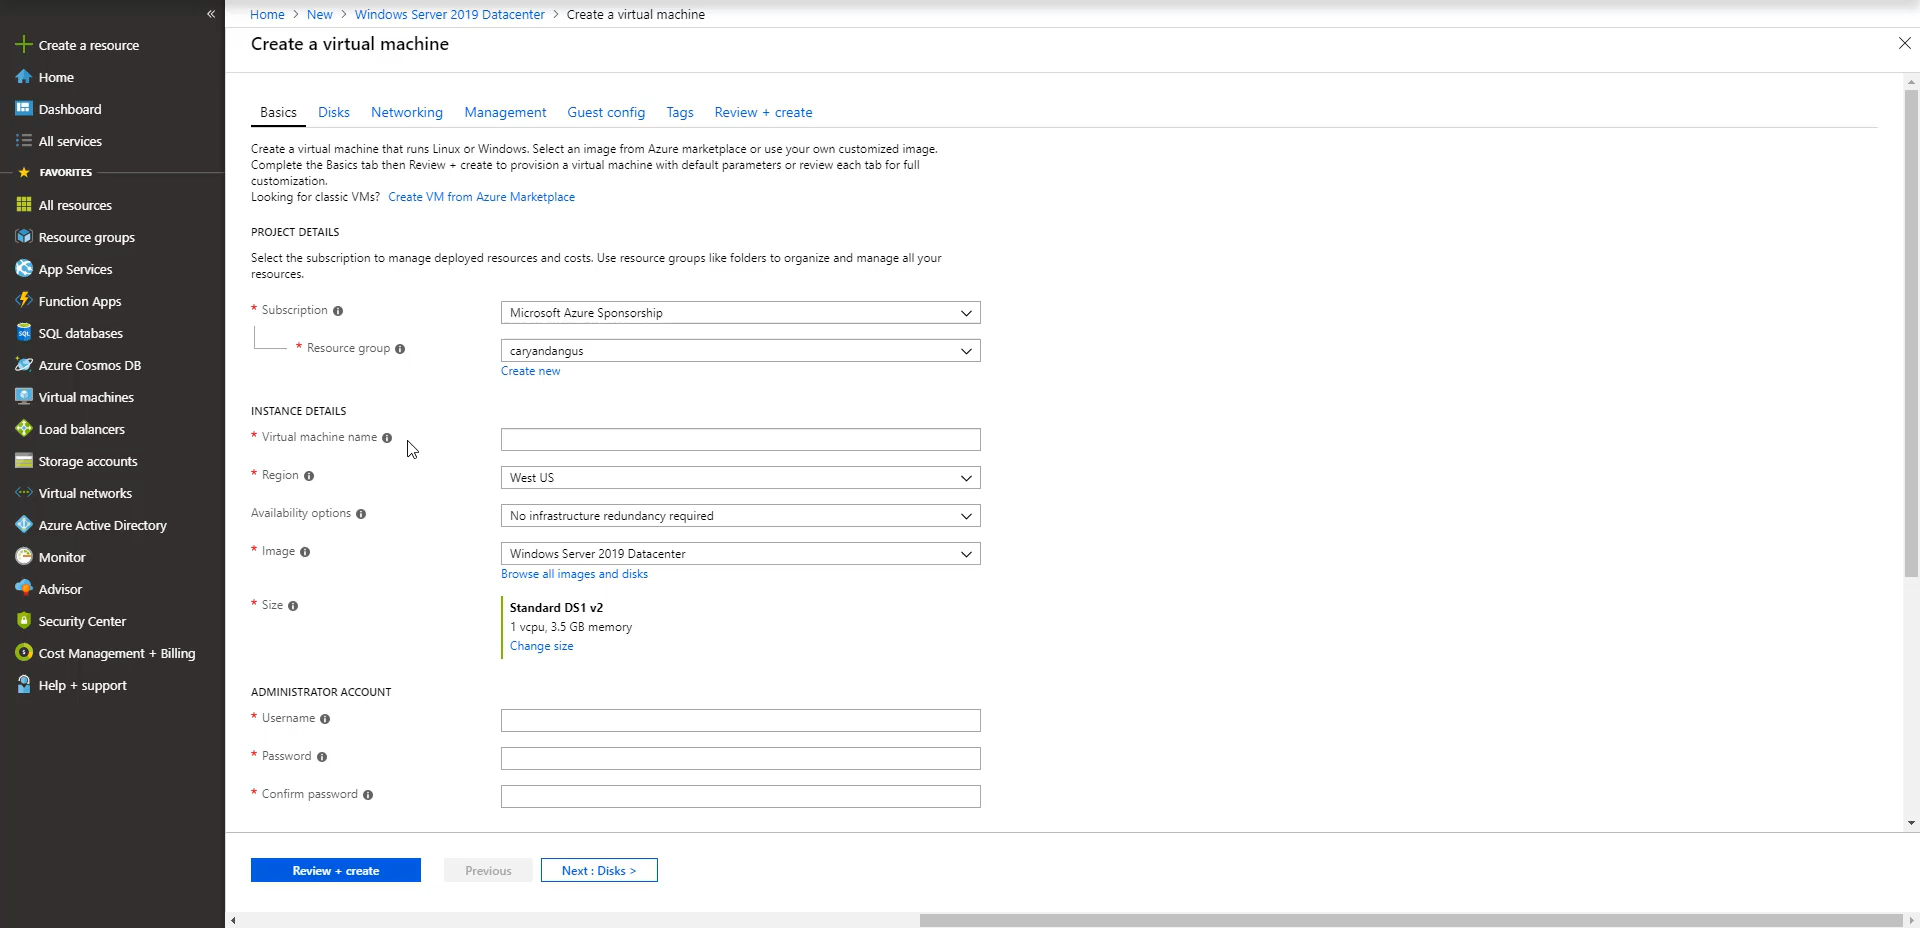 «
Create a resource
Home
Dashboard
All services
FAVORITES
All resources
Resource groups
App Services
Function Apps
SQL databases
Azure Cosmos DB
Virtual machines
Load balancers
Storage accounts
Virtual networks
Azure Active Directory
Monitor
Advisor
Security Center
Cost Management + Billing
Help + support
Home > New > Windows Server 2019 Datacenter > Create a virtual machine
Create a virtual machine
Basics Disks Networking Management Guest config Tags Review + create
Create a virtual machine that runs Linux or Windows. Select an image from Azure marketplace or use your own customized image.
Complete the Basics tab then Review + create to provision a virtual machine with default parameters or review each tab for full
customization.
Looking for classic VMs? Create VM from Azure Marketplace
PROJECT DETAILS
Select the subscription to manage deployed resources and costs. Use resource groups like folders to organize and manage all your
resources.
* Subscription Microsoft Azure Sponsorship
* Resource group caryandangus
Create new
INSTANCE DETAILS
* Virtual machine name
* Region West US
Availability options No infrastructure redundancy required
* Image Windows Server 2019 Datacenter
Browse all images and disks
* Size Standard DS1 v2
1 vcpu, 3.5 GB memory
Change size
ADMINISTRATOR ACCOUNT
* Username
* Password
* Confirm password
Review + create Previous Next : Disks >